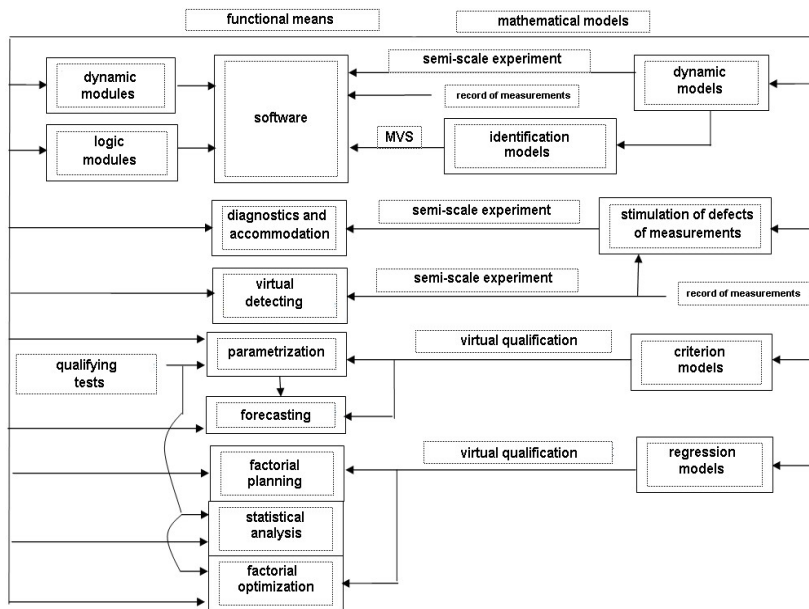 functional means
mathematical models
semi-scale experiment
dynamic
modules
dynamic
models
record of measurements
software
logic
modules
MVS
identification
models
diagnostics and
accommodation
semi-scale experiment
stimulation of defects
of measurements
virtual
detecting
semi-scale experiment
record of measurements
qualifying
tests
parametrization
virtual qualification
criterion
models
forecasting
factorial
planning
virtual qualification
regression
models
statistical
analysis
factorial
optimization